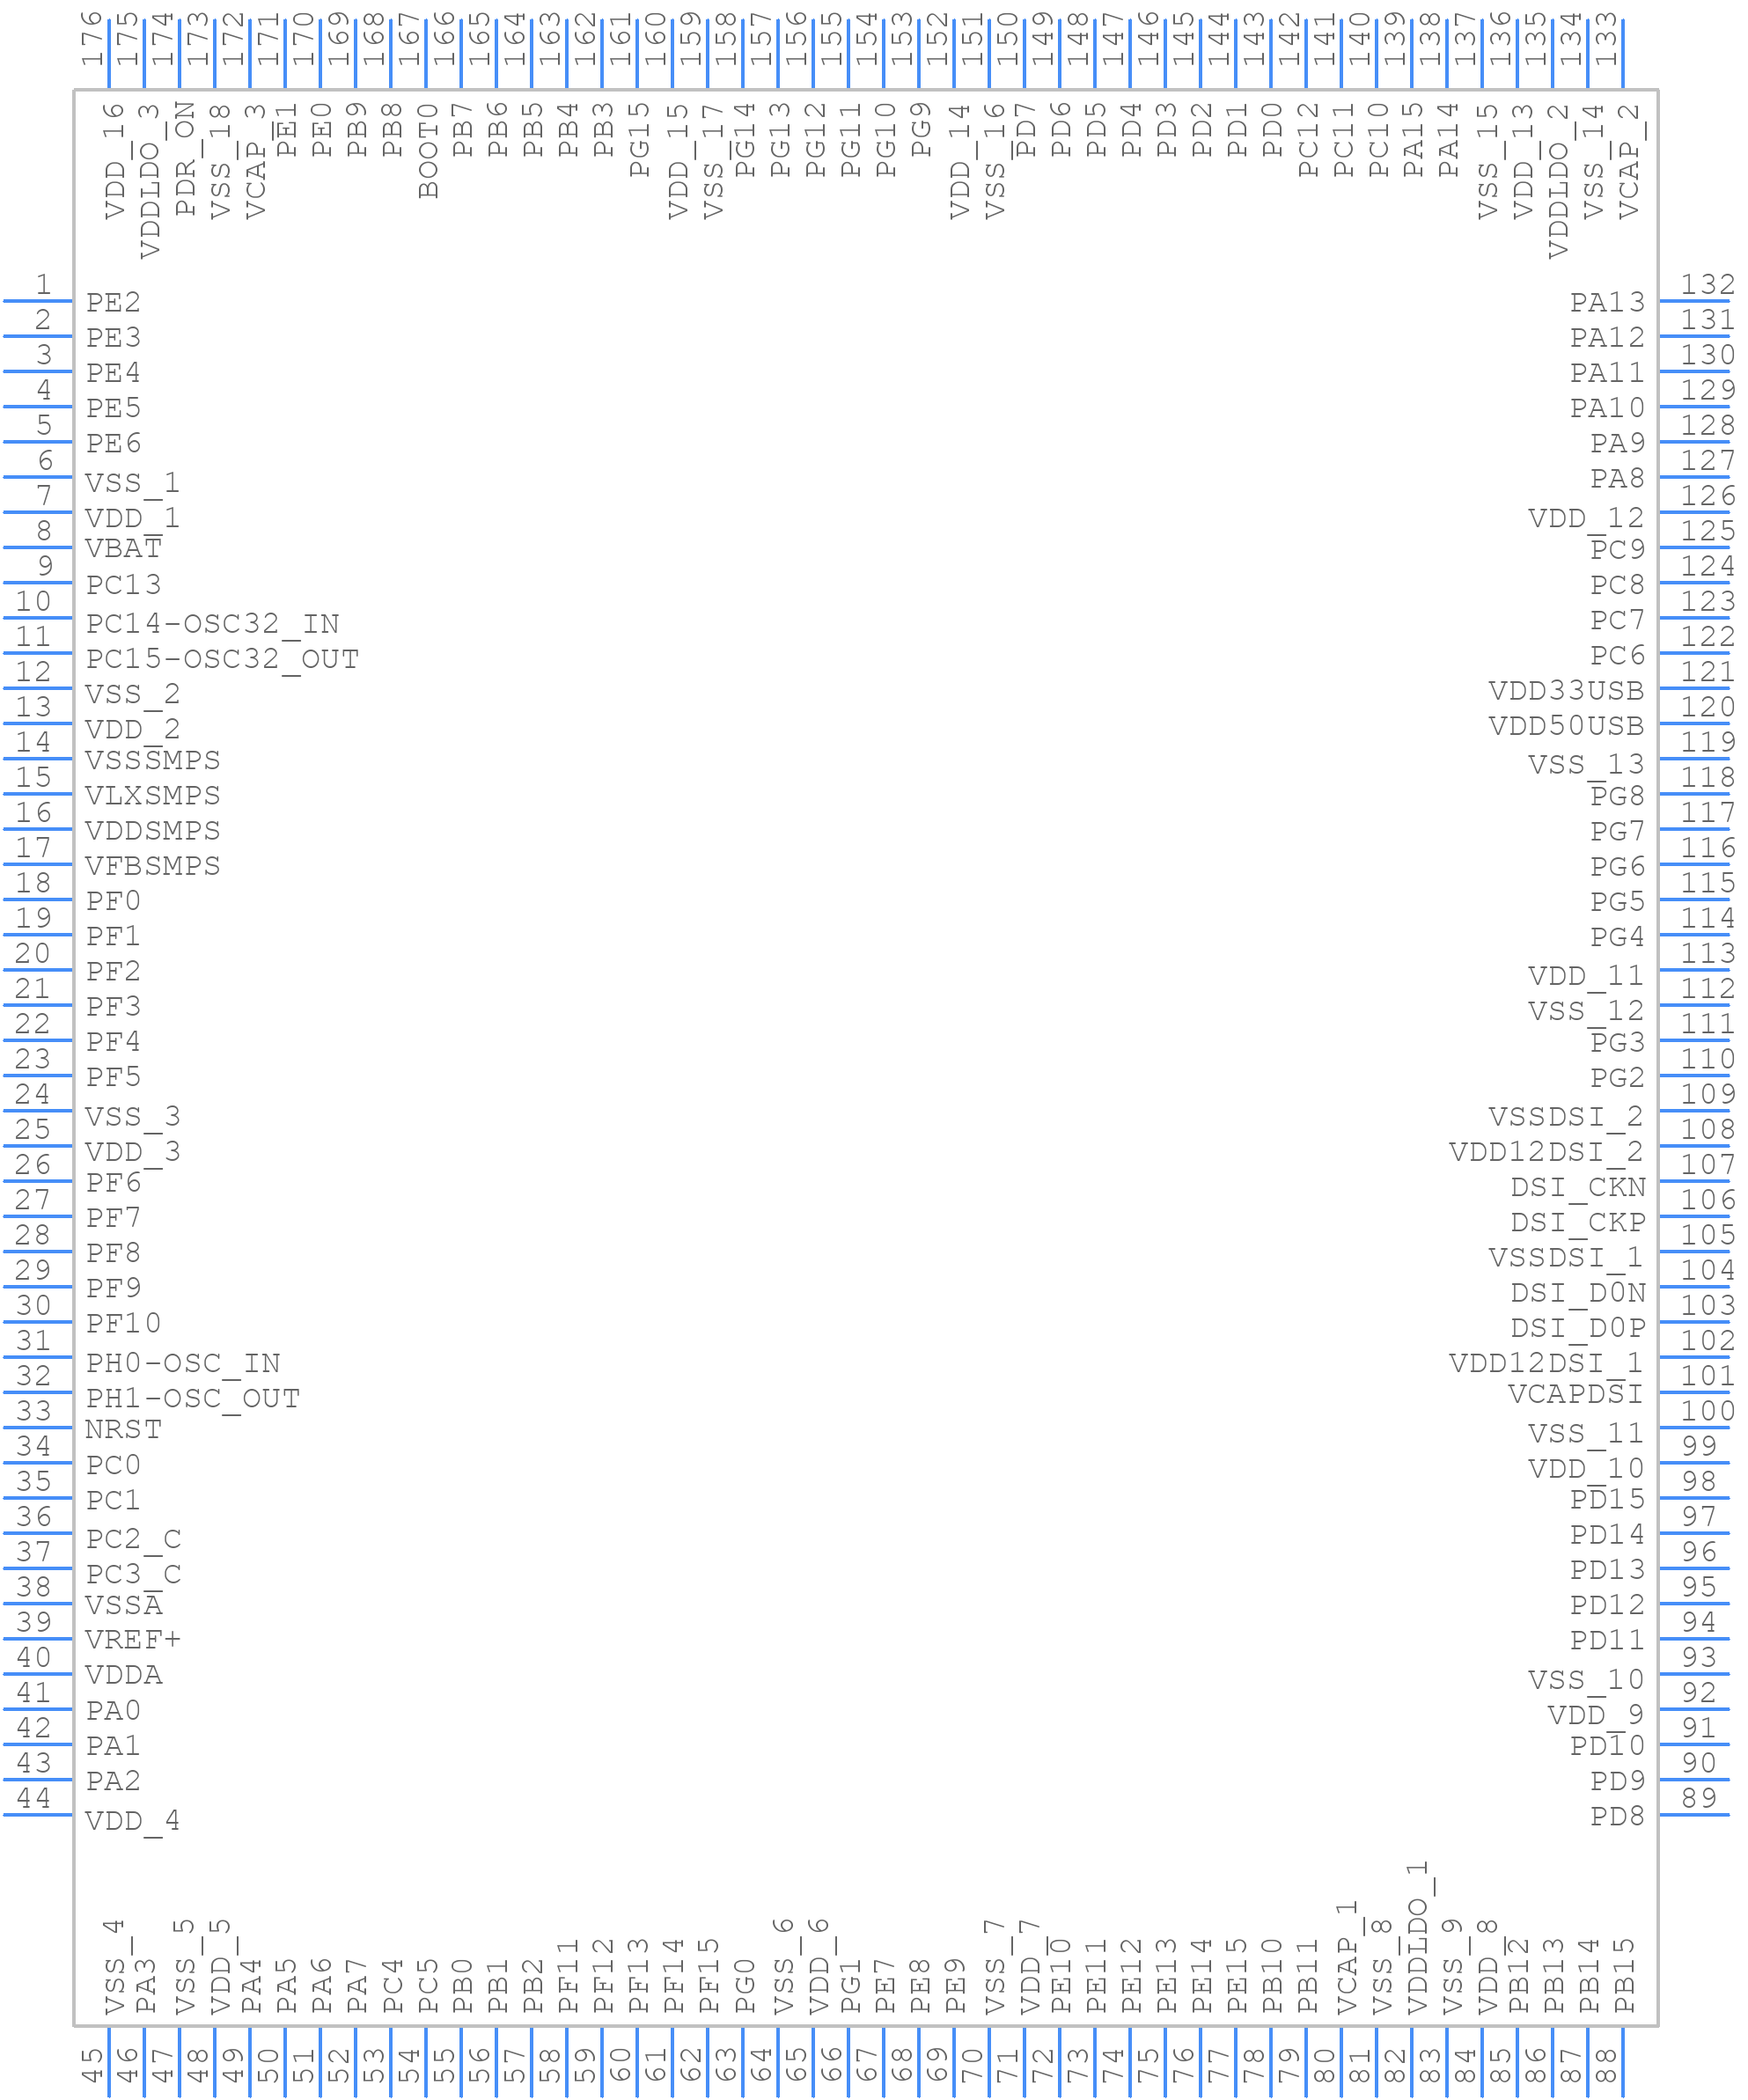 176 175 174 173 172 171 170 169 168 167 166 165 164 163 162 161 160 159 158 157 156 155 154 153 152 151 150 149 148 147 146 145 144 143 142 141 140 139 138 137 136 135 134 133
VDD_16 VDDLDO_3 PDR_ON VSS_18 VCAP_3 PE1 PE0 PB9 PB8 BOOT0 PB7 PB6 PB5 PB4 PB3 PG15 VDD_15 VSS_17 PG14 PG13 PG12 PG11 PG10 PG9 VDD_14 VSS_16 PD7 PD6 PD5 PD4 PD3 PD2 PD1 PD0 PC12 PC11 PC10 PA15 PA14 VSS_15 VDD_13 VDDLDO_2 VSS_14 VCAP_2
1 PE2 PA13 132
2 PE3 PA12 131
3 PE4 PA11 130
4 PE5 PA10 129
5 PE6 PA9 128
6 VSS_1 PA8 127
7 VDD_1 VDD_12 126
8 VBAT PC9 125
9 PC13 PC8 124
10 PC14-OSC32_IN PC7 123
11 PC15-OSC32_OUT PC6 122
12 VSS_2 VDD33USB 121
13 VDD_2 VDD50USB 120
14 VSSSMPS VSS_13 119
15 VLXSMPS PG8 118
16 VDDSMPS PG7 117
17 VFBSMPS PG6 116
18 PF0 PG5 115
19 PF1 PG4 114
20 PF2 VDD_11 113
21 PF3 VSS_12 112
22 PF4 PG3 111
23 PF5 PG2 110
24 VSS_3 VSSDSI_2 109
25 VDD_3 VDD12DSI_2 108
26 PF6 DSI_CKN 107
27 PF7 DSI_CKP 106
28 PF8 VSSDSI_1 105
29 PF9 DSI_D0N 104
30 PF10 DSI_D0P 103
31 PH0-OSC_IN VDD12DSI_1 102
32 PH1-OSC_OUT VCAPDSI 101
33 NRST VSS_11 100
34 PC0 VDD_10 99
35 PC1 PD15 98
36 PC2_C PD14 97
37 PC3_C PD13 96
38 VSSA PD12 95
39 VREF+ PD11 94
40 VDDA VSS_10 93
41 PA0 VDD_9 92
42 PA1 PD10 91
43 PA2 PD9 90
44 VDD_4 PD8 89
VSS_4 PA3 VSS_5 VDD_5 PA4 PA5 PA6 PA7 PC4 PC5 PB0 PB1 PB2 PF11 PF12 PF13 PF14 PF15 PG0 VSS_6 VDD_6 PG1 PE7 PE8 PE9 VSS_7 VDD_7 PE10 PE11 PE12 PE13 PE14 PE15 PB10 PB11 VCAP_1 VSS_8 VDDLDO_1 VSS_9 VDD_8 PB12 PB13 PB14 PB15
45 46 47 48 49 50 51 52 53 54 55 56 57 58 59 60 61 62 63 64 65 66 67 68 69 70 71 72 73 74 75 76 77 78 79 80 81 82 83 84 85 86 87 88